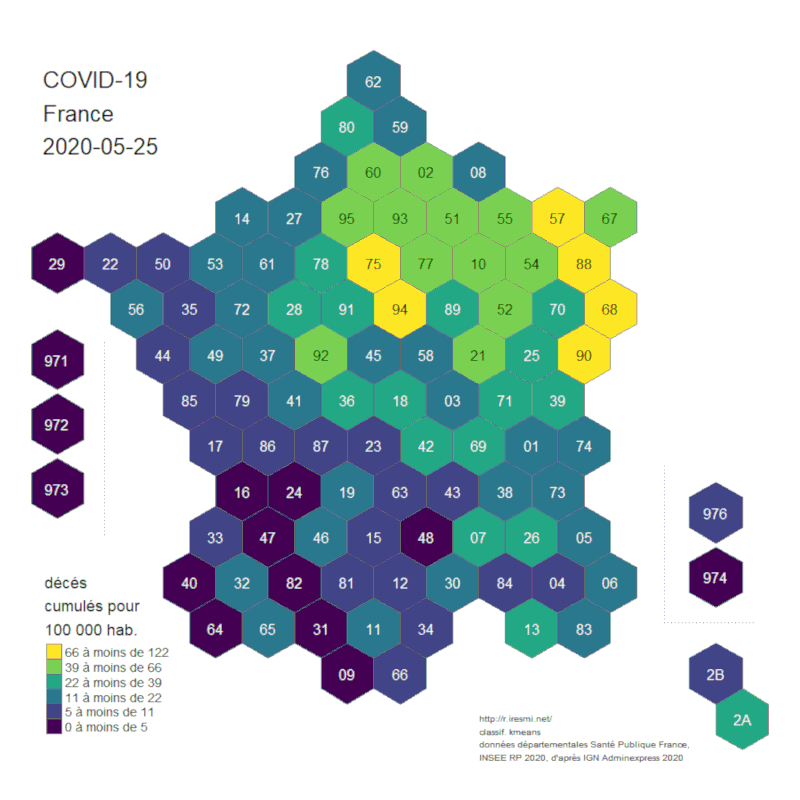 COVID-19
France
2020-05-25
62
80 59
76 60 02 08
14 27 95 93 51 55 57 67
29 22 50 53 61 78 75 77 10 54 88
56 35 72 28 91 94 89 52 70 68
44 49 37 92 45 58 21 25 90
971
85 79 41 36 18 03 71 39
972
17 86 87 23 42 69 01 74
973
16 24 19 63 43 38 73
976
33 47 46 15 48 07 26 05
974
40 32 82 81 12 30 84 04 06
64 65 31 11 34 13 83
09 66
2B
2A
décés
cumulés pour
100 000 hab.
66 à moins de 122
39 à moins de 66
22 à moins de 39
11 à moins de 22
5 à moins de 11
0 à moins de 5
http://r.iresmi.net/
classif. kmeans
données départementales Santé Publique France,
INSEE RP 2020, d'après IGN Adminexpress 2020